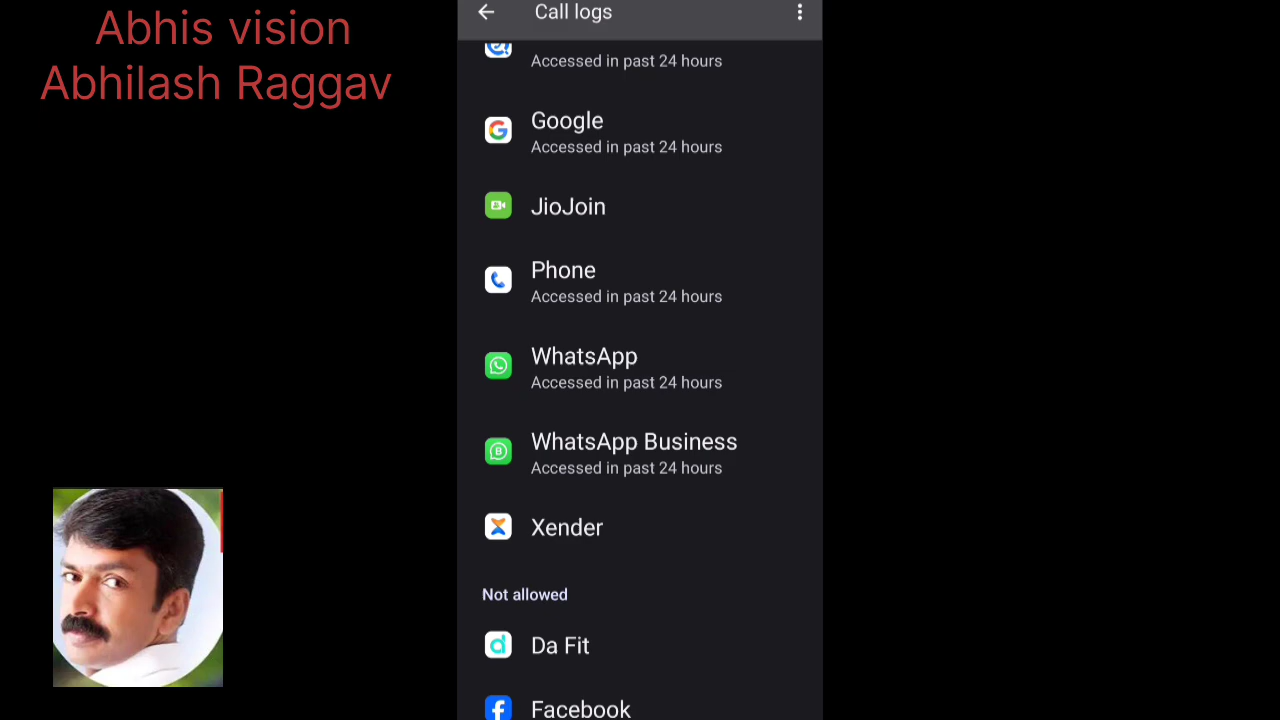 Abhis vision
Abhilash Raggav
Call logs
Accessed in past 24 hours
Google
Accessed in past 24 hours
JioJoin
Phone
Accessed in past 24 hours
WhatsApp
Accessed in past 24 hours
WhatsApp Business
Accessed in past 24 hours
Xender
Not allowed
Da Fit
Facebook